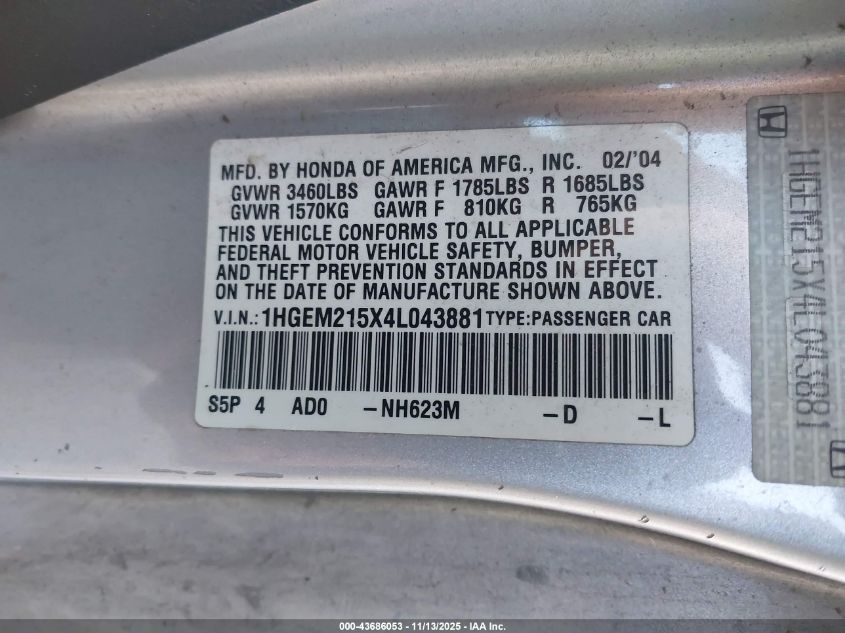 MFD. BY HONDA OF AMERICA MFG., INC. 02/'04
GVWR 3460LBS GAWR F 1785LBS R 1685LBS
GVWR 1570KG GAWR F 810KG R 765KG
THIS VEHICLE CONFORMS TO ALL APPLICABLE
FEDERAL MOTOR VEHICLE SAFETY, BUMPER,
AND THEFT PREVENTION STANDARDS IN EFFECT
ON THE DATE OF MANUFACTURE SHOWN ABOVE.
V.I.N.:1HGEM215X4L043881 TYPE:PASSENGER CAR
S5P 4 AD0 -NH623M -D -L
1HGEM215X4L043881
000-43686053 - 11/13/2025 - IAA Inc.